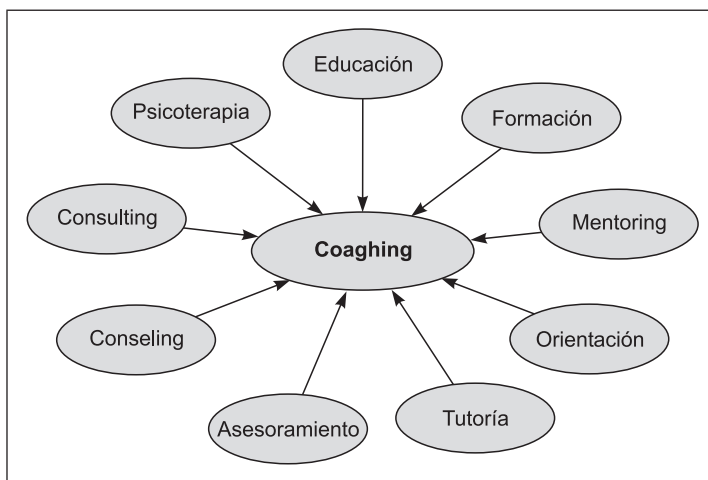 Educación
Psicoterapia
Formación
Consulting
Mentoring
Coaghing
Conseling
Orientación
Asesoramiento
Tutoría